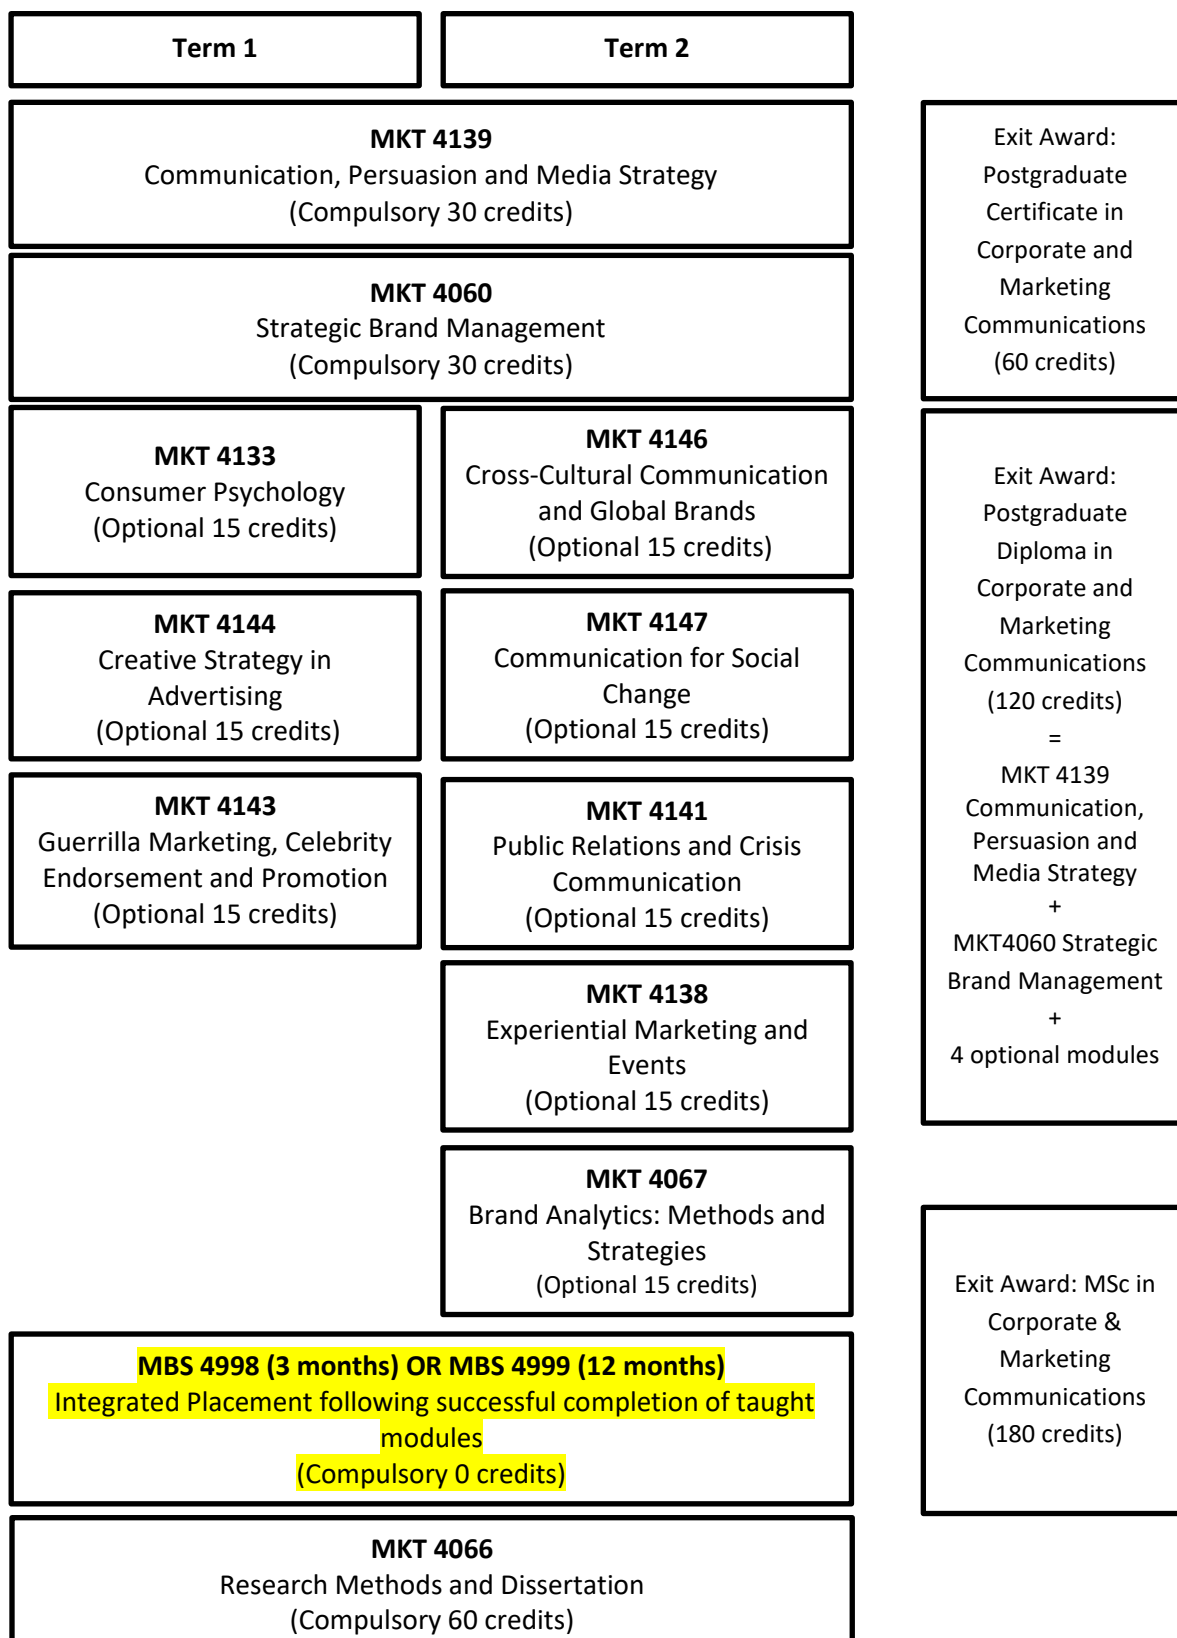 Term 1
Term 2
MKT 4139
Communication, Persuasion and Media Strategy
(Compulsory 30 credits)
MKT 4060
Strategic Brand Management
(Compulsory 30 credits)
MKT 4133
Consumer Psychology
(Optional 15 credits)
MKT 4146
Cross-Cultural Communication
and Global Brands
(Optional 15 credits)
MKT 4144
Creative Strategy in
Advertising
(Optional 15 credits)
MKT 4147
Communication for Social
Change
(Optional 15 credits)
MKT 4143
Guerrilla Marketing, Celebrity
Endorsement and Promotion
(Optional 15 credits)
MKT 4141
Public Relations and Crisis
Communication
(Optional 15 credits)
MKT 4138
Experiential Marketing and
Events
(Optional 15 credits)
MKT 4067
Brand Analytics: Methods and
Strategies
(Optional 15 credits)
MBS 4998 (3 months) OR MBS 4999 (12 months)
Integrated Placement following successful completion of taught
modules
(Compulsory 0 credits)
MKT 4066
Research Methods and Dissertation
(Compulsory 60 credits)
Exit Award:
Postgraduate
Certificate in
Corporate and
Marketing
Communications
(60 credits)
Exit Award:
Postgraduate
Diploma in
Corporate and
Marketing
Communications
(120 credits)
=
MKT 4139
Communication,
Persuasion and
Media Strategy
+
MKT4060 Strategic
Brand Management
+
4 optional modules
Exit Award: MSc in
Corporate &
Marketing
Communications
(180 credits)